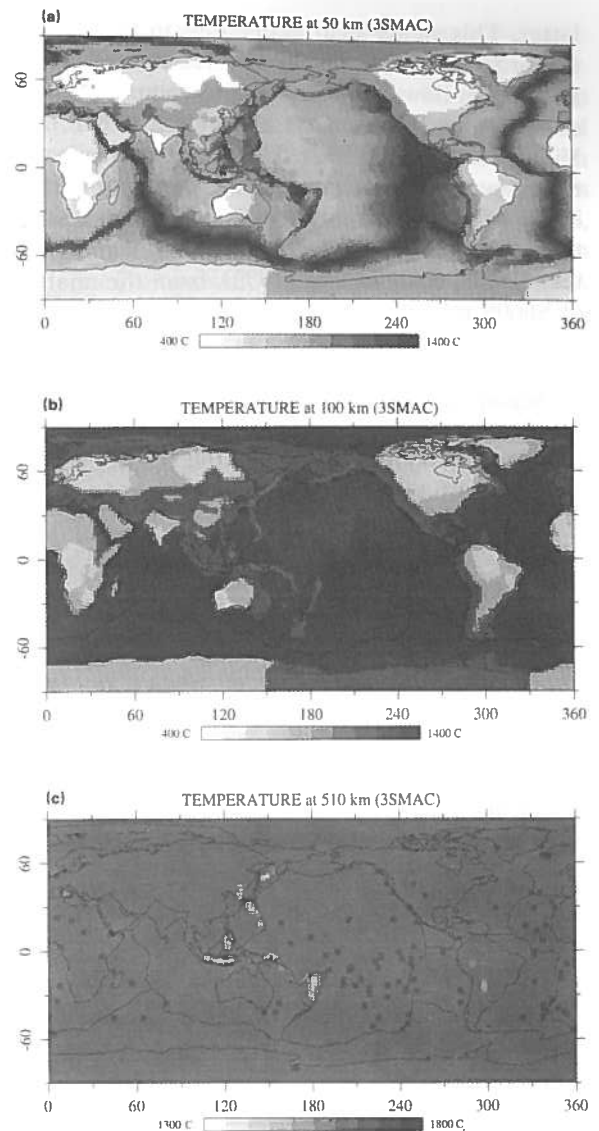 (a)
TEMPERATURE at 50 km (3SMAC)
60
0
-60
0 60 120 180 240 300 360
400 C 1400 C
(b)
TEMPERATURE at 100 km (3SMAC)
60
0
-60
0 60 120 180 240 300 360
400 C 1400 C
(c)
TEMPERATURE at 510 km (3SMAC)
60
0
-60
0 60 120 180 240 300 360
1300 C 1800 C